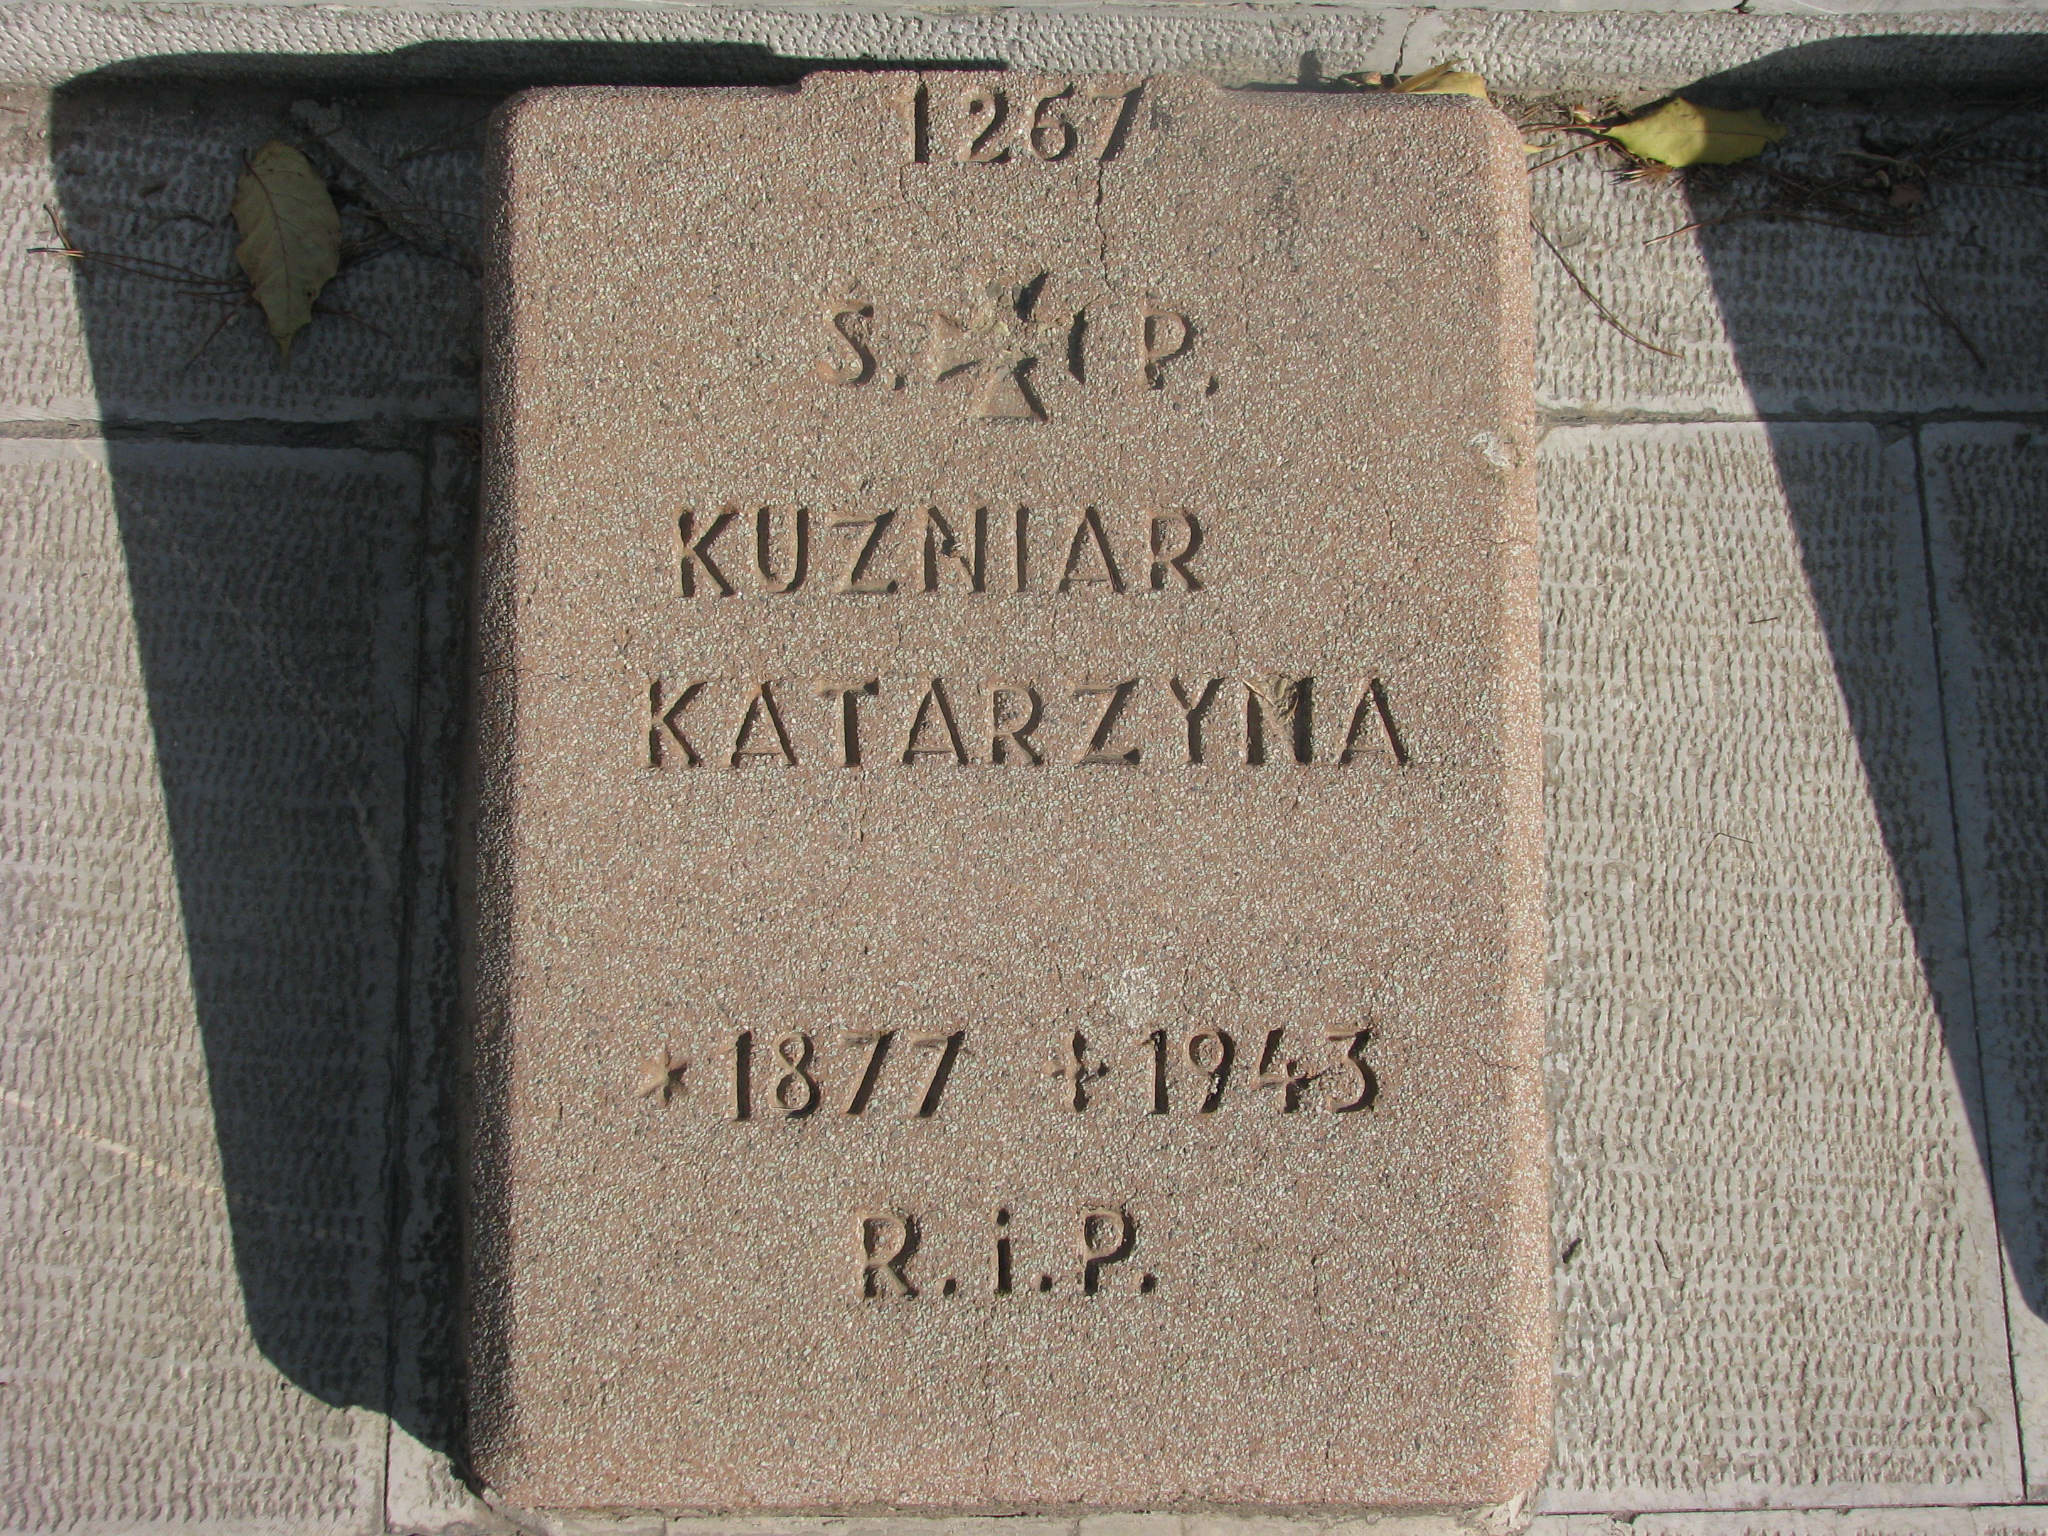 1267
S. P.
KUZNIAR
KATARZYNA
*1877 +1943
R.i.P.